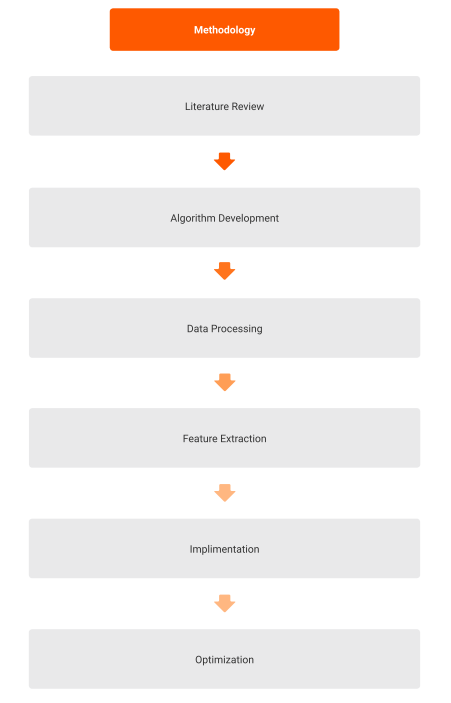 Methodology
Literature Review
Algorithm Development
Data Processing
Feature Extraction
Implimentation
Optimization